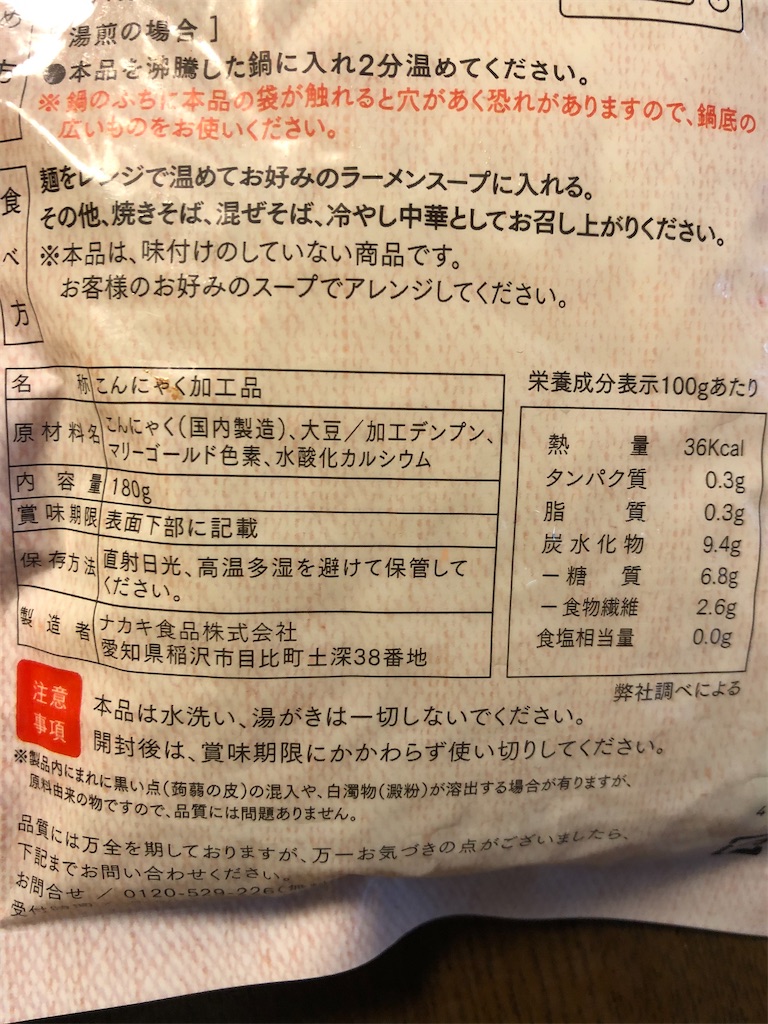 湯煎の場合]
●本品を沸騰した鍋に入れ2分温めてください。
※鍋のふちに本品の袋が触れると穴があく恐れがありますので、鍋底の
広いものをお使いください。
食べ方
麺をレンジで温めてお好みのラーメンスープに入れる。
その他、焼きそば、混ぜそば、冷やし中華としてお召し上がりください。
※本品は、味付けのしていない商品です。
お客様のお好みのスープでアレンジしてください。
名称 こんにゃく加工品
原材料名 こんにゃく(国内製造)、大豆/加工デンプン、
マリーゴールド色素、水酸化カルシウム
内容量 180g
賞味期限 表面下部に記載
保存方法 直射日光、高温多湿を避けて保管して
ください。
製造者 ナカキ食品株式会社
愛知県稲沢市目比町土深38番地
栄養成分表示100gあたり
熱量 36Kcal
タンパク質 0.3g
脂質 0.3g
炭水化物 9.4g
-糖質 6.8g
-食物繊維 2.6g
食塩相当量 0.0g
弊社調べによる
注意
事項
本品は水洗い、湯がきは一切しないでください。
開封後は、賞味期限にかかわらず使い切りしてください。
※製品内にまれに黒い点(蒟蒻の皮)の混入や、白濁物(澱粉)が溶出する場合が有りますが、
原料由来の物ですので、品質には問題ありません。
品質には万全を期しておりますが、万一お気づきの点がございましたら、
下記までお問い合わせください。
お問合せ / 0120-529-226(
受付